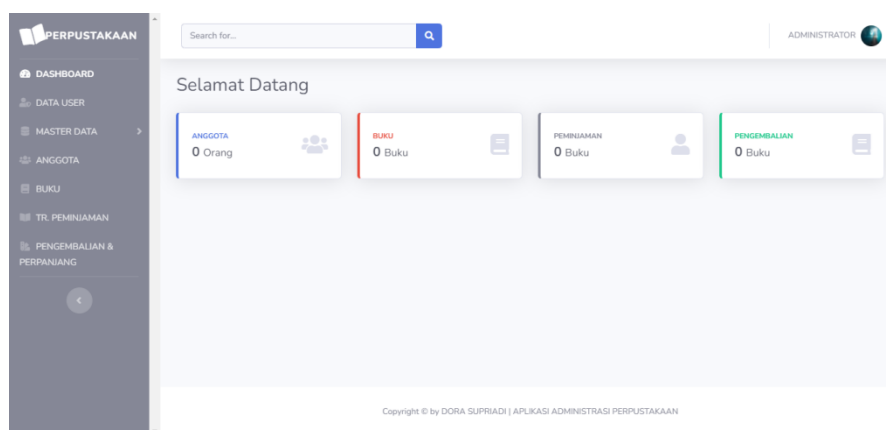 PERPUSTAKAAN
DASHBOARD
DATA USER
MASTER DATA
ANGGOTA
BUKU
TR. PEMINJAMAN
PENGEMBALIAN &
PERPANJANG
Search for...
ADMINISTRATOR
Selamat Datang
ANGGOTA
0 Orang
BUKU
0 Buku
PEMINJAMAN
0 Buku
PENGEMBALIAN
0 Buku
Copyright © by DORA SUPRIADI | APLIKASI ADMINISTRASI PERPUSTAKAAN